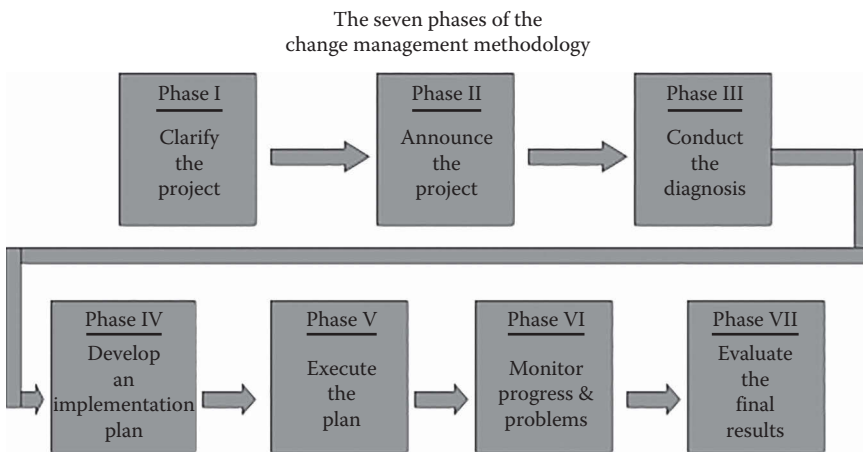 The seven phases of the
change management methodology
Phase I
Clarify
the
project
Phase II
Announce
the
project
Phase III
Conduct
the
diagnosis
Phase IV
Develop
an
implementation
plan
Phase V
Execute
the
plan
Phase VI
Monitor
progress &
problems
Phase VII
Evaluate
the
final
results